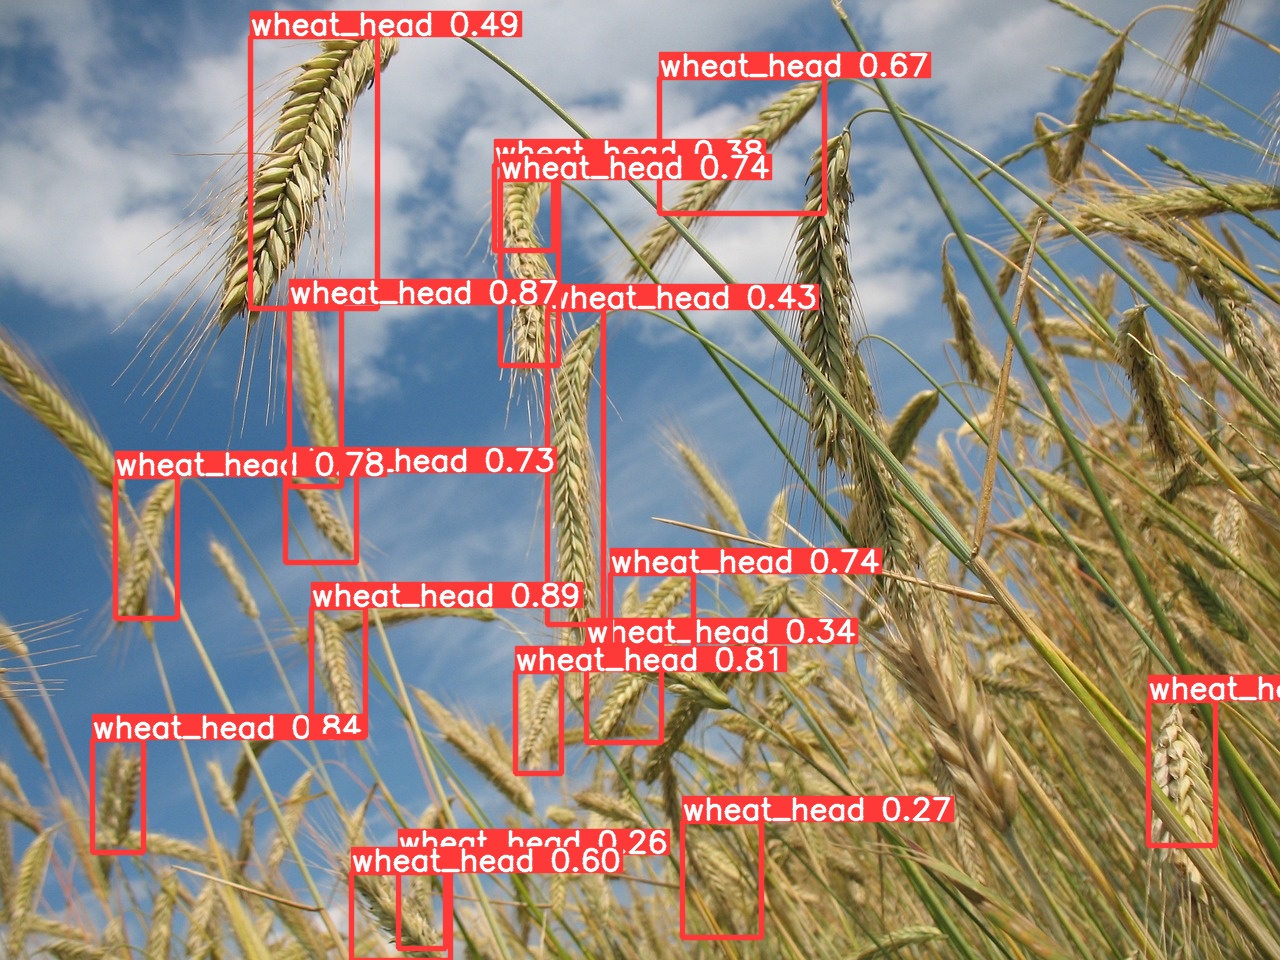 wheat_head 0.49
wheat_head 0.67
wheat_head 0.38
wheat_head 0.74
wheat_head 0.87
wheat_head 0.43
wheat_head 0.78
head 0.73
wheat_head 0.74
wheat_head 0.89
wheat_head 0.34
wheat_head 0.81
wheat_h
wheat_head 0.84
wheat_head 0.27
wheat_head 0.26
wheat_head 0.60